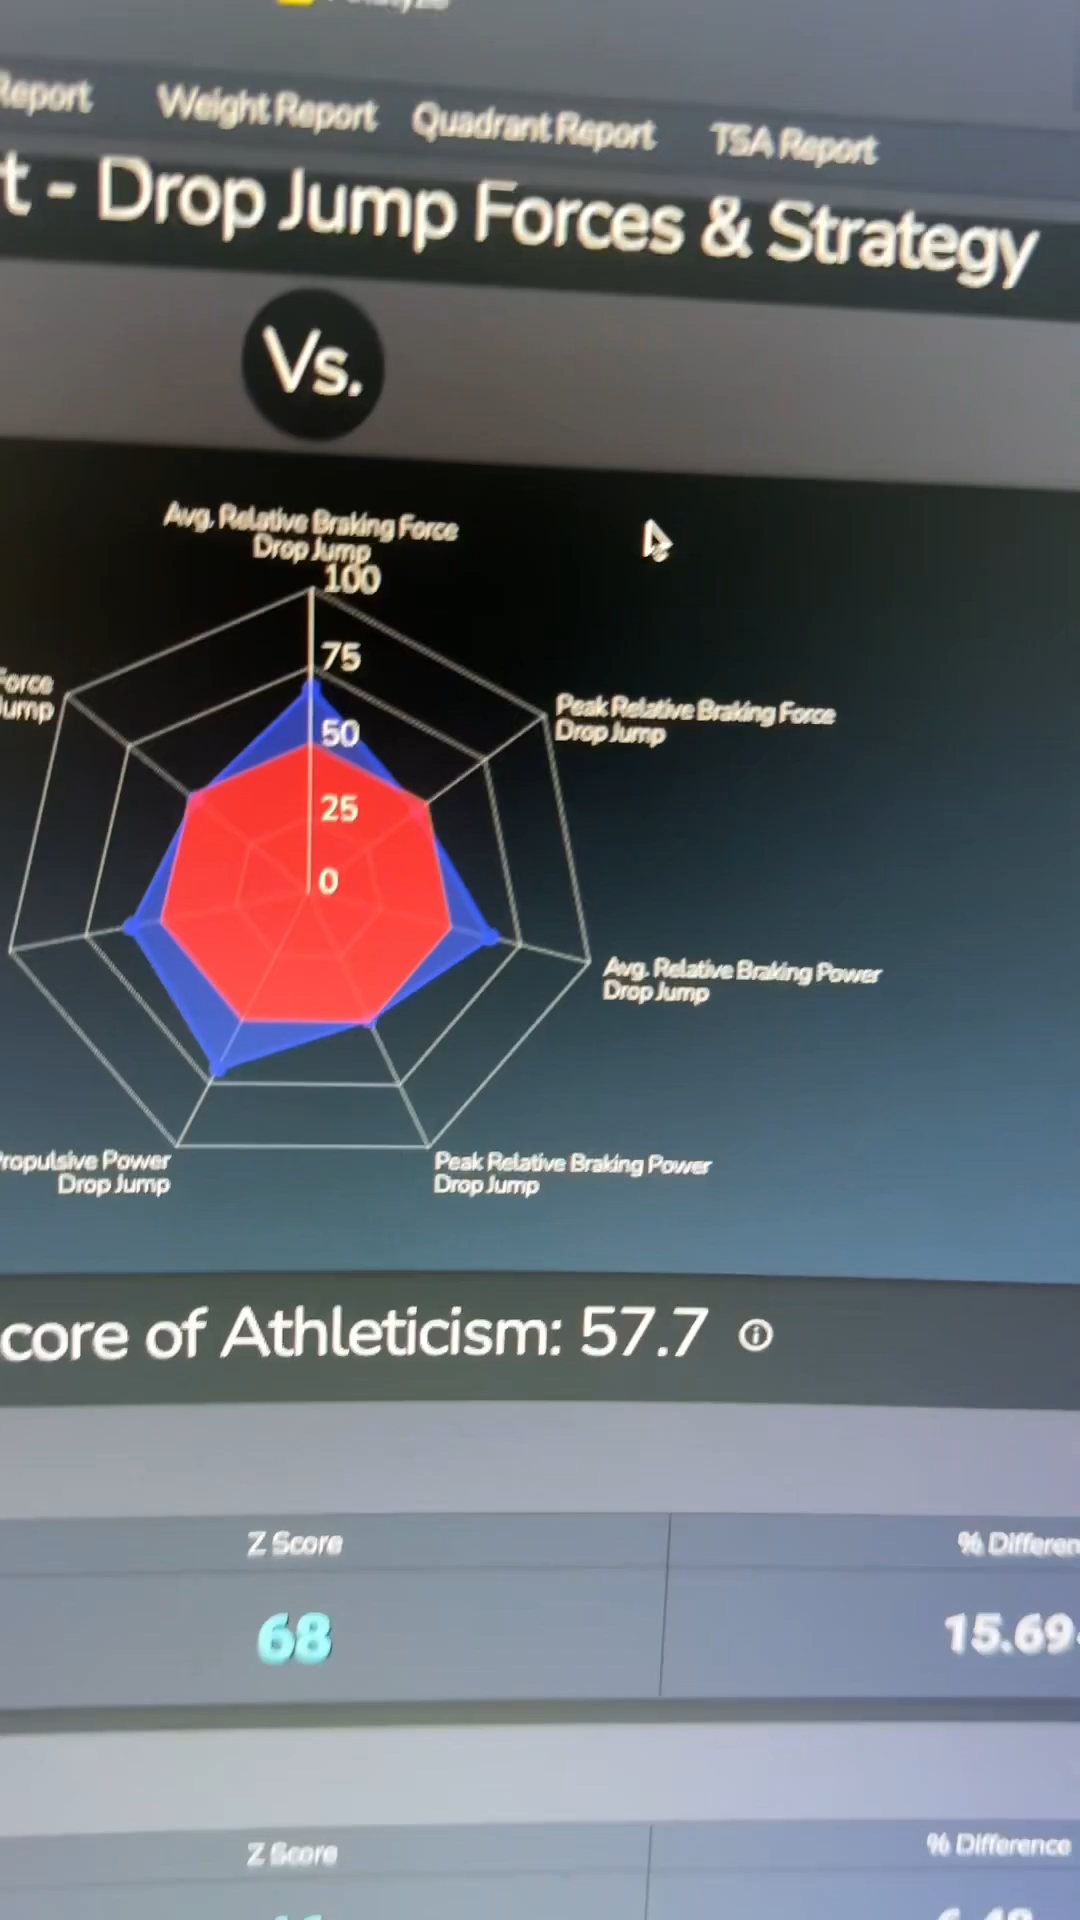 Report Weight Report Quadrant Report TSA Report
t - Drop Jump Forces & Strategy
Vs.
Avg. Relative Braking Force
Drop Jump
100
75
50
25
0
Force
Jump
Peak Relative Braking Force
Drop Jump
Avg. Relative Braking Power
Drop Jump
Propulsive Power
Drop Jump
Peak Relative Braking Power
Drop Jump
core of Athleticism: 57.7
Z Score % Differen
68 15.69
Z Score % Difference